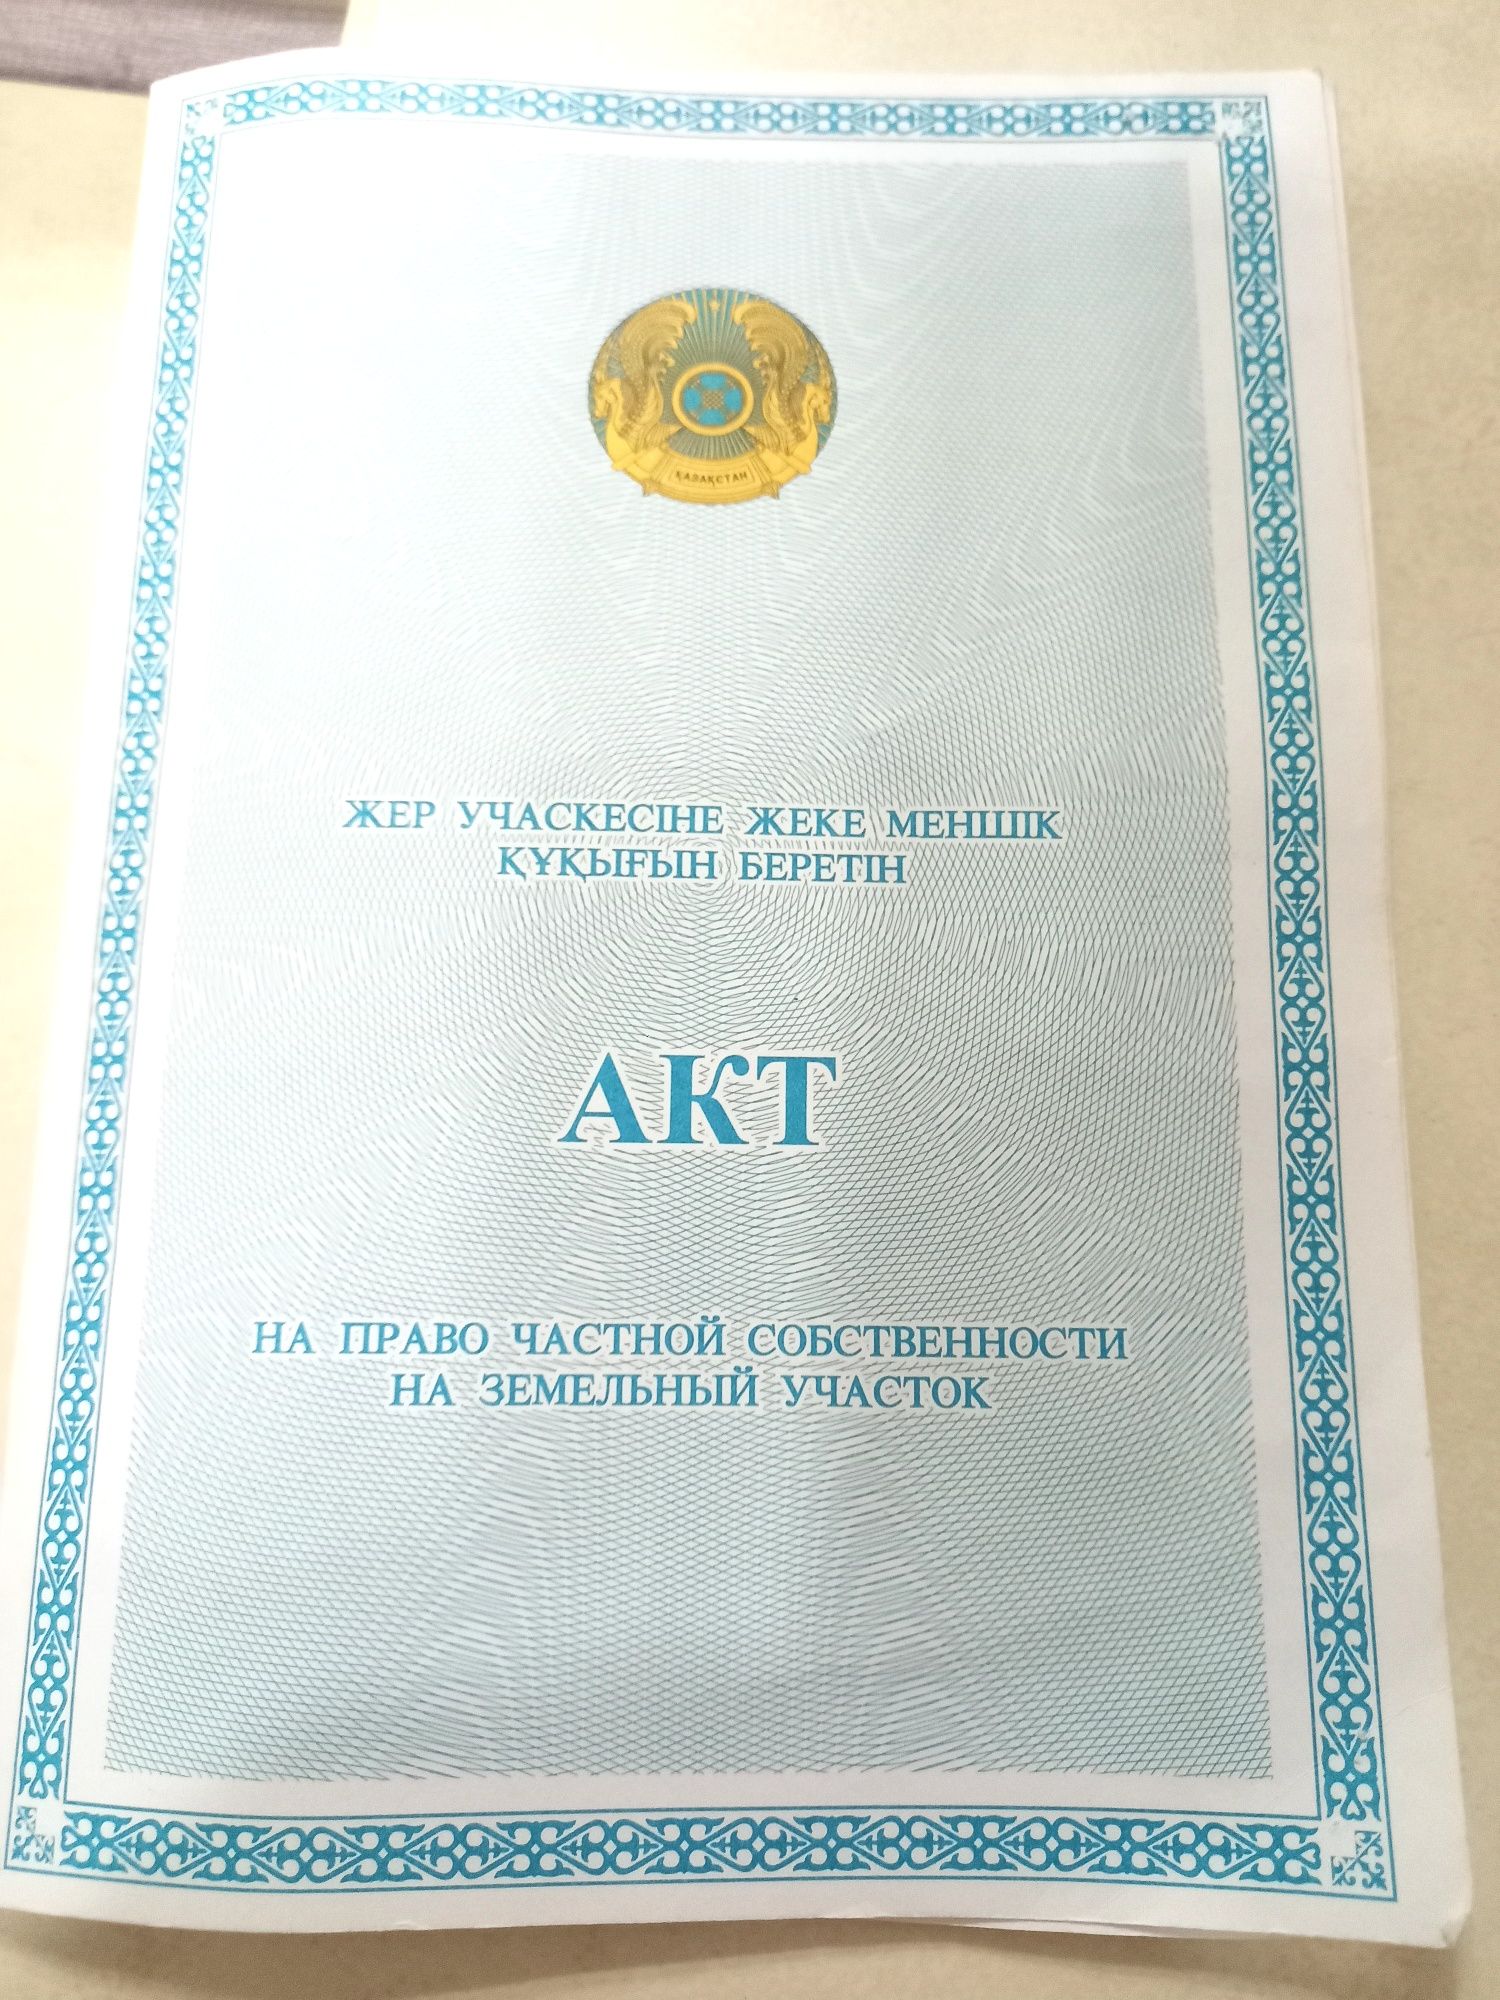 ҚАЗАҚСТАН
ЖЕР УЧАСКЕСІНЕ ЖЕКЕ МЕНШІК
ҚҰҚЫҒЫН БЕРЕТІН
АКТ
НА ПРАВО ЧАСТНОЙ СОБСТВЕННОСТИ
НА ЗЕМЕЛЬНЫЙ УЧАСТОК